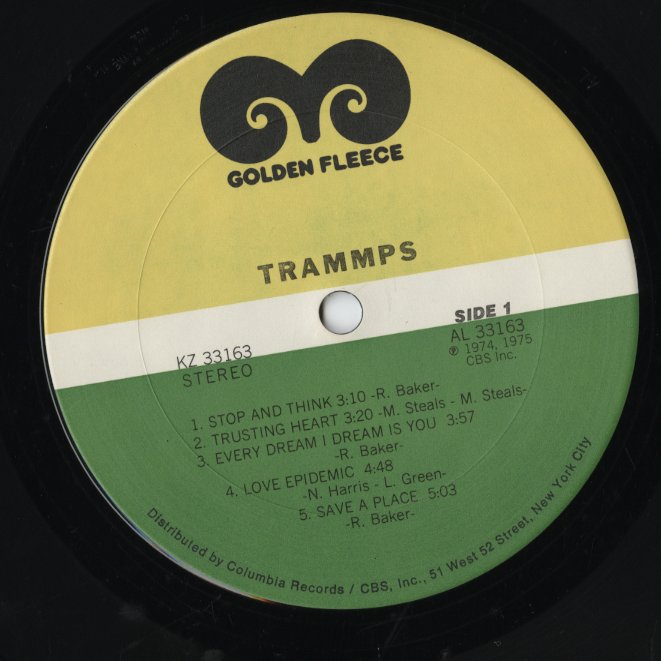 GOLDEN FLEECE
TRAMMPS
SIDE 1
KZ 33163
AL 33163
STEREO
℗ 1974, 1975
CBS Inc.
1. STOP AND THINK 3:10 -R. Baker-
2. TRUSTING HEART 3:20 -M. Steals - M. Steals-
3. EVERY DREAM I DREAM IS YOU 3:57
-R. Baker-
4. LOVE EPIDEMIC 4:48
-N. Harris - L. Green-
5. SAVE A PLACE 5:03
-R. Baker-
Distributed by Columbia Records / CBS, Inc., 51 West 52 Street, New York City